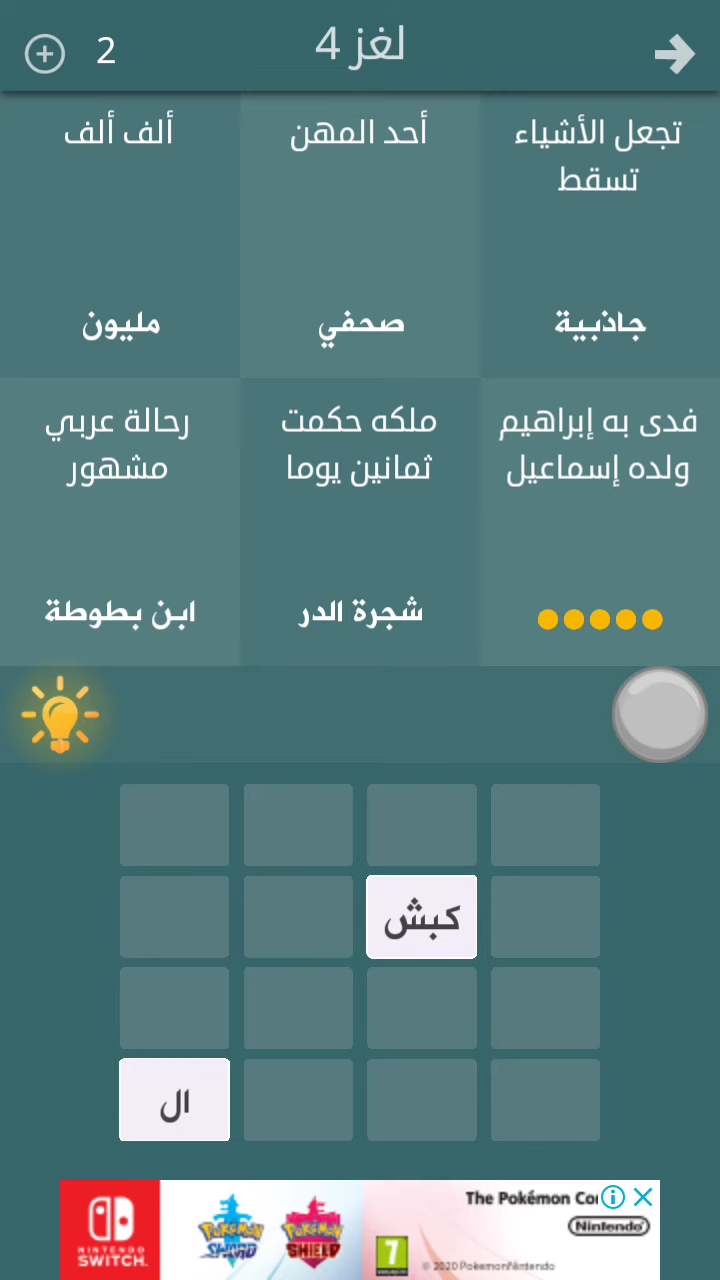 2
لغز 4
تجعل الأشياء
تسقط
جاذبية
أحد المهن
صحفي
ألف ألف
مليون
فدى به إبراهيم
ولده إسماعيل
ملكه حكمت
ثمانين يوما
شجرة الدر
رحالة عربي
مشهور
ابن بطوطة
كبش
ال
NINTENDO
SWITCH.
POKéMON
SWORD
POKéMON
SHIELD
7
The Pokémon Co
Nintendo
© 2020 Pokémon/Nintendo